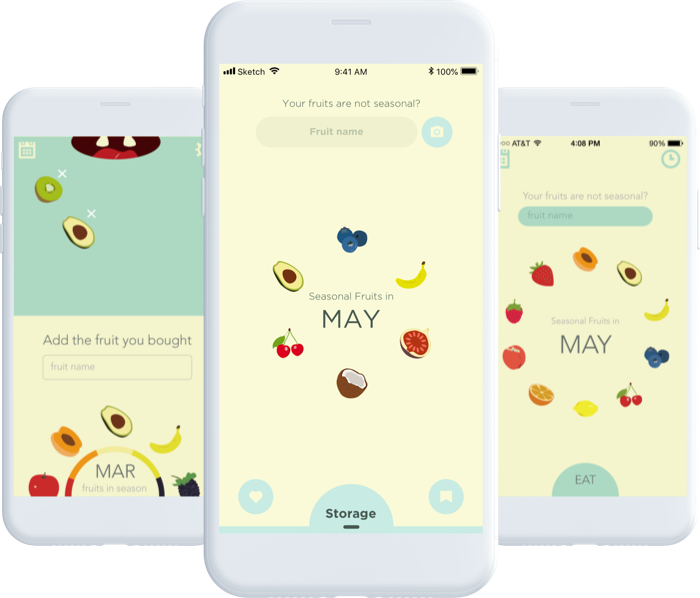 Add the fruit you bought
fruit name
MAR
fruits in season
Sketch 9:41 AM 100%
Your fruits are not seasonal?
Fruit name
Seasonal Fruits in
MAY
Storage
AT&T 4:08 PM 90%
Your fruits are not seasonal?
fruit name
Seasonal Fruits in
MAY
EAT